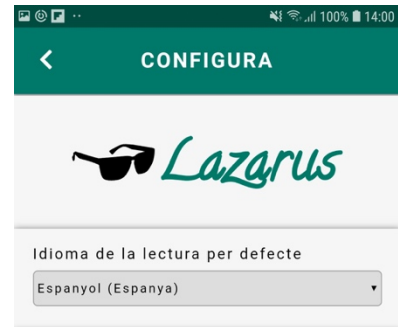 100% 14:00
CONFIGURA
Lazarus
Idioma de la lectura per defecte
Espanyol (Espanya)